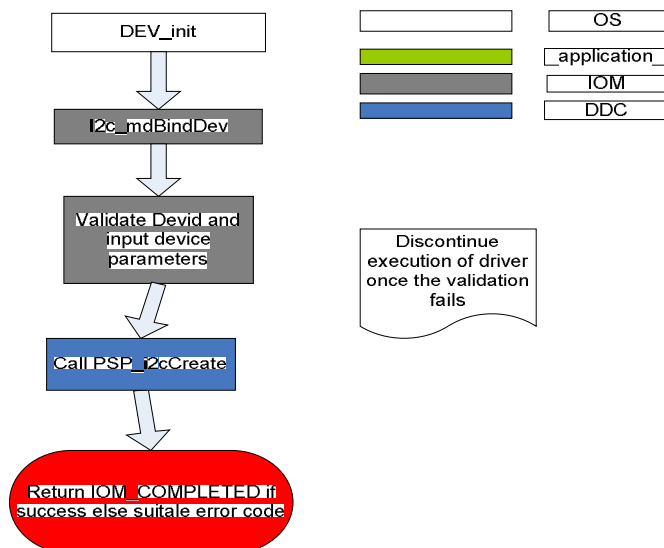 DEV_init
I2c_mdBindDev
Validate Devid and
input device
parameters
Call PSP_i2cCreate
Return IOM_COMPLETED if
success else suitale error code
OS
_application_
IOM
DDC
Discontinue
execution of driver
once the validation
fails